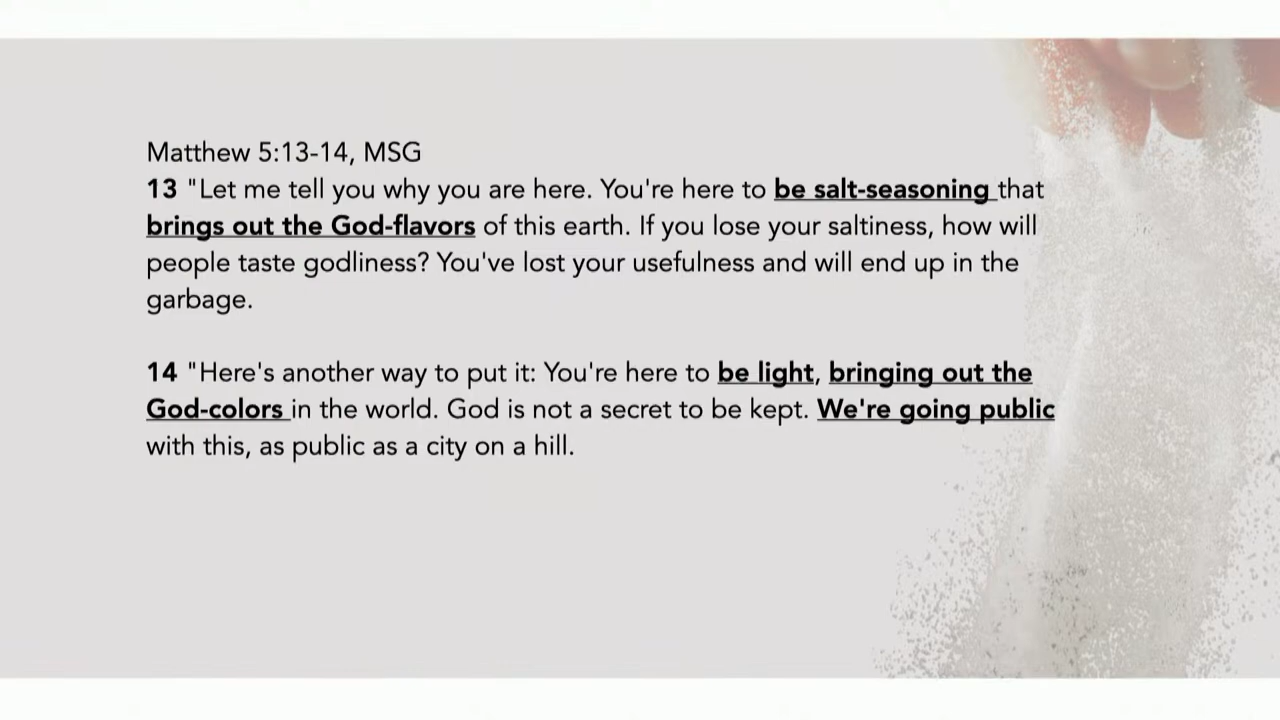 Matthew 5:13-14, MSG
13 "Let me tell you why you are here. You're here to be salt-seasoning that
brings out the God-flavors of this earth. If you lose your saltiness, how will
people taste godliness? You've lost your usefulness and will end up in the
garbage.
14 "Here's another way to put it: You're here to be light, bringing out the
God-colors in the world. God is not a secret to be kept. We're going public
with this, as public as a city on a hill.